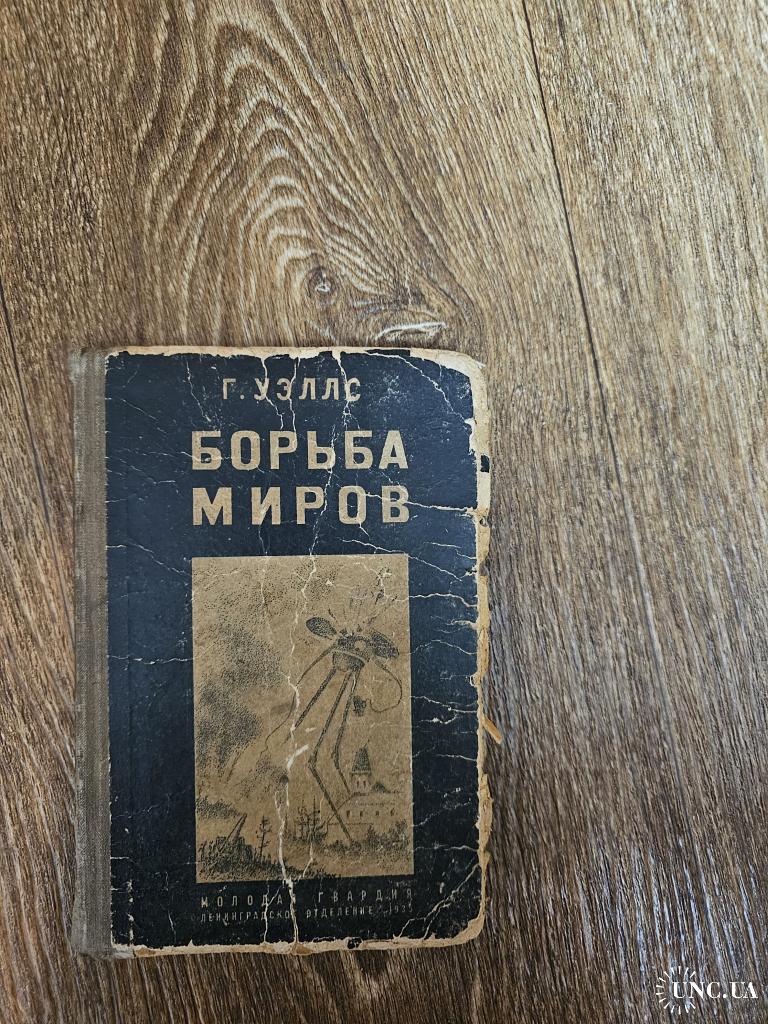 Г. УЭЛЛС
БОРЬБА
МИРОВ
МОЛОДАЯ ГВАРДИЯ
ЛЕНИНГРАДСКОЕ ОТДЕЛЕНИЕ
UNC.UA